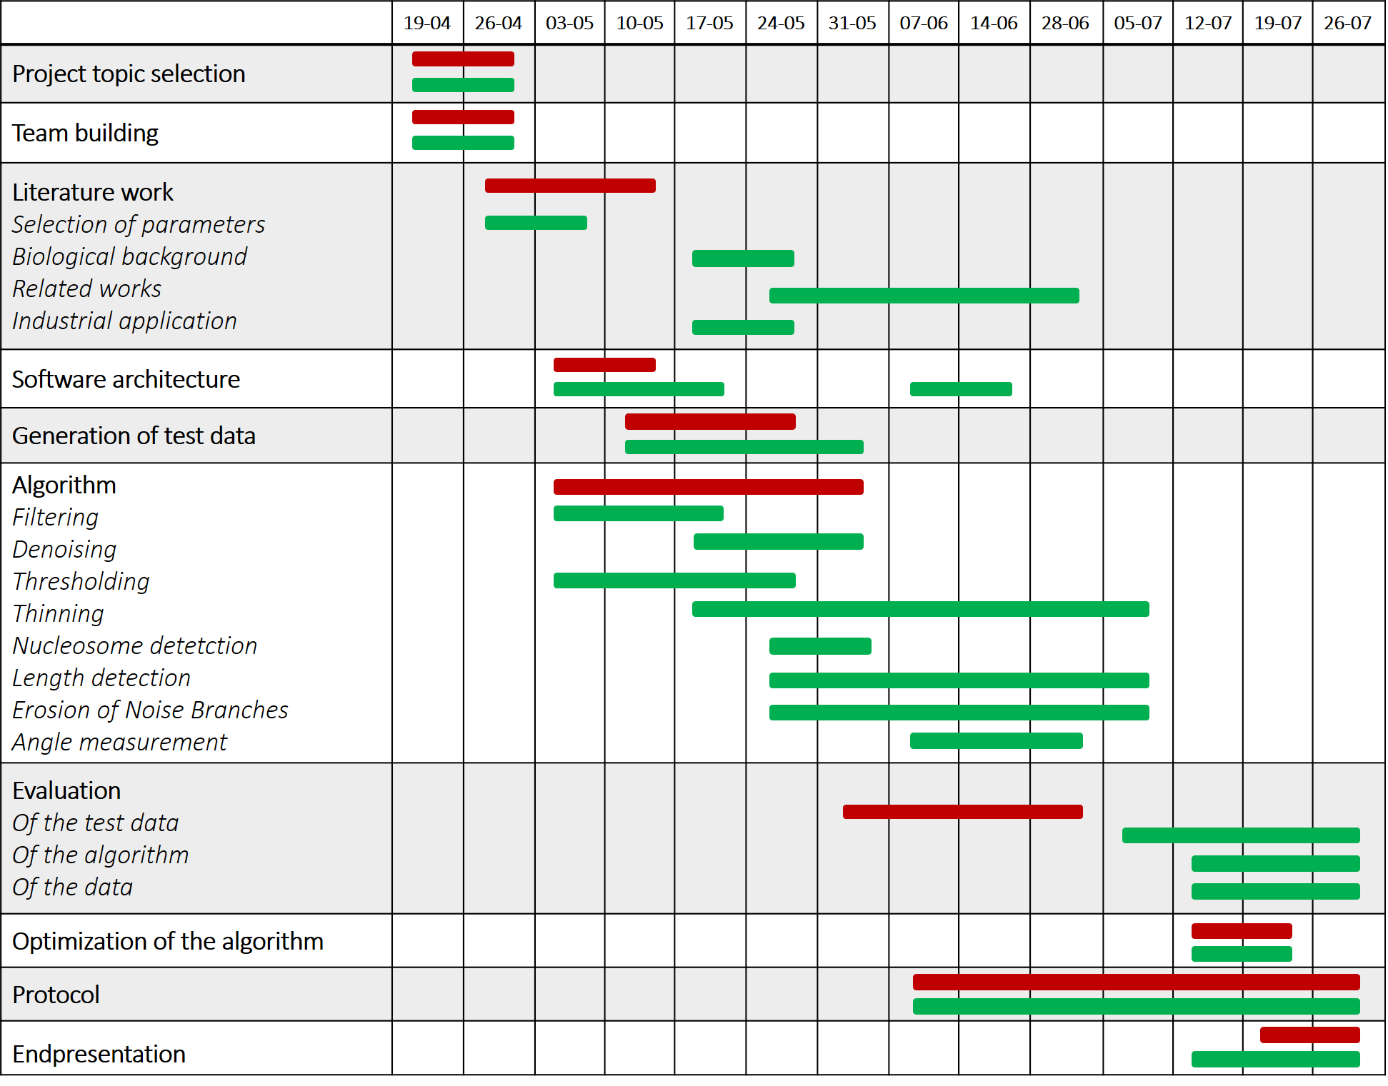 19-04 26-04 03-05 10-05 17-05 24-05 31-05 07-06 14-06 28-06 05-07 12-07 19-07 26-07
Project topic selection
Team building
Literature work
Selection of parameters
Biological background
Related works
Industrial application
Software architecture
Generation of test data
Algorithm
Filtering
Denoising
Thresholding
Thinning
Nucleosome detetction
Length detection
Erosion of Noise Branches
Angle measurement
Evaluation
Of the test data
Of the algorithm
Of the data
Optimization of the algorithm
Protocol
Endpresentation